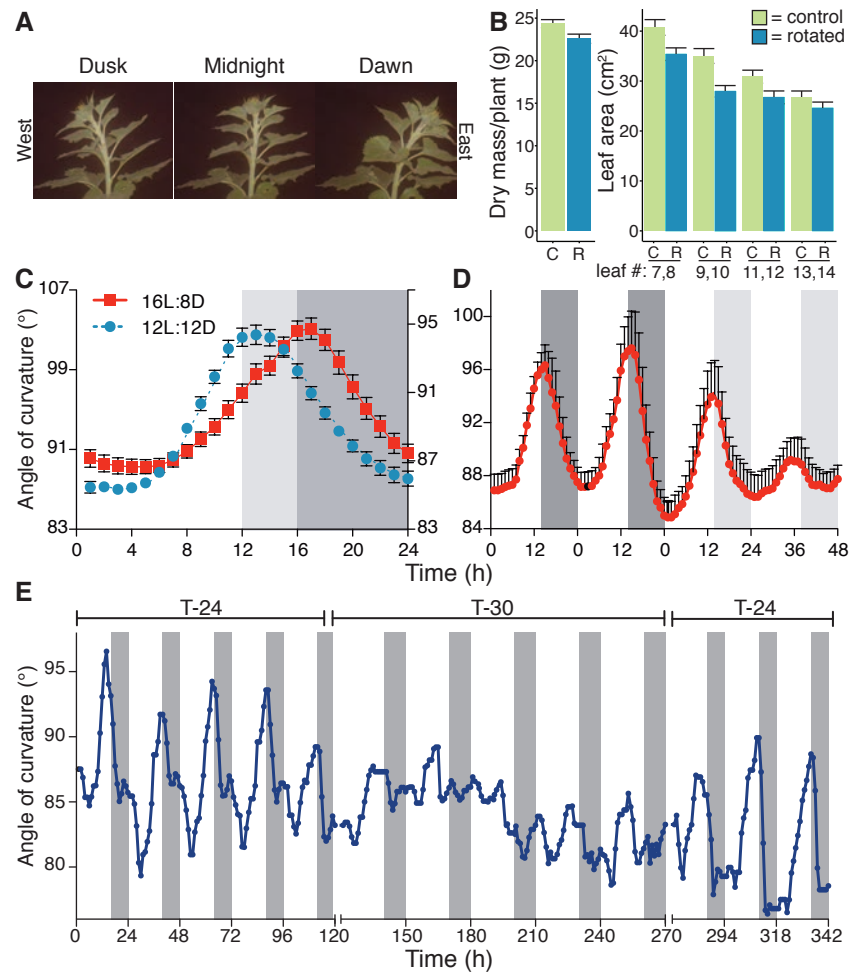 A
Dusk Midnight Dawn
West
East
B
= control
= rotated
Dry mass/plant (g)
25
20
15
10
5
0
C R
Leaf area (cm²)
40
30
20
10
0
C R C R C R C R
leaf #: 7,8 9,10 11,12 13,14
C
16L:8D
12L:12D
Angle of curvature (°)
107
99
91
83
95
91
87
83
0 4 8 12 16 20 24
Time (h)
D
100
96
92
88
84
0 12 0 12 0 12 24 36 48
Time (h)
E
T-24 T-30 T-24
Angle of curvature (°)
95
90
85
80
0 24 48 72 96 120 150 180 210 240 270 294 318 342
Time (h)